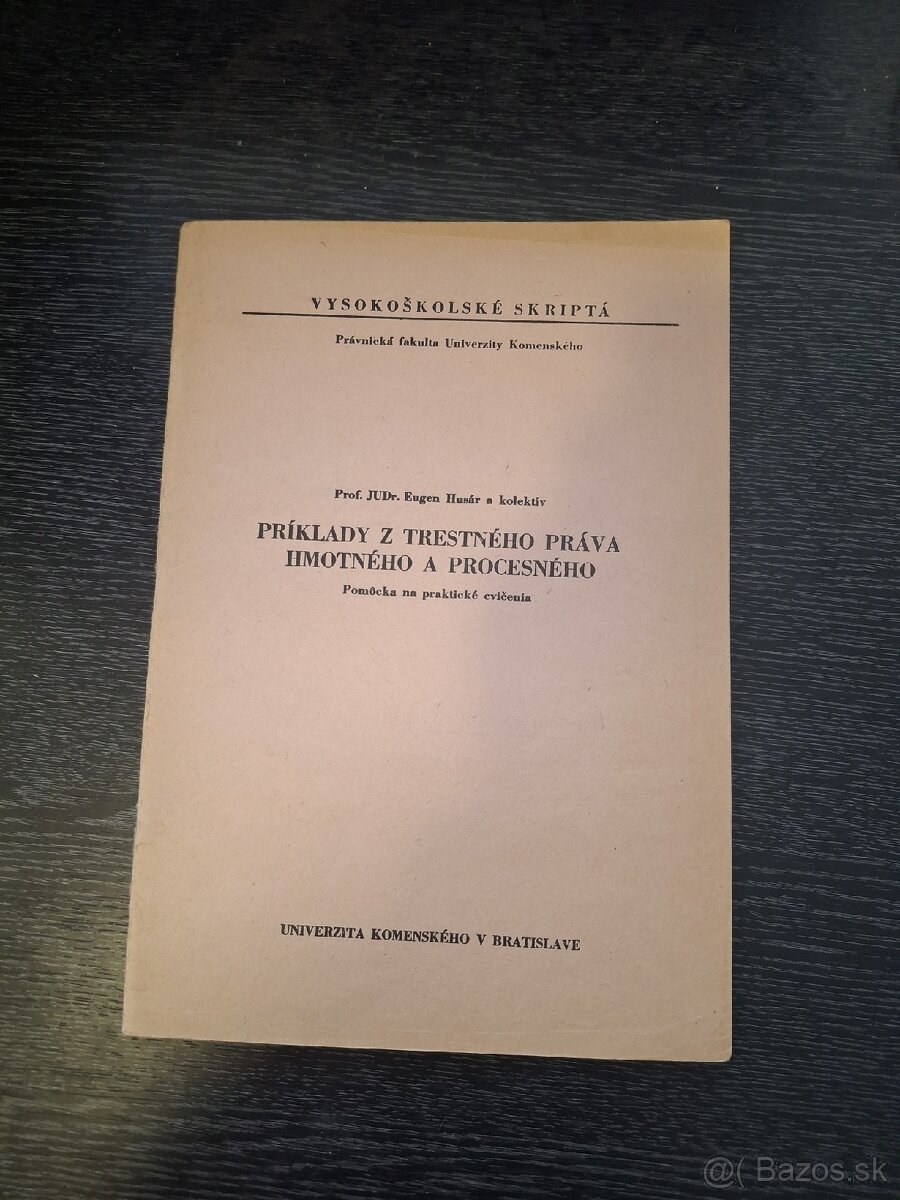 VYSOKOŠKOLSKÉ SKRIPTÁ
Právnická fakulta Univerzity Komenského
Prof. JUDr. Eugen Husár a kolektív
PRÍKLADY Z TRESTNÉHO PRÁVA
HMOTNÉHO A PROCESNÉHO
Pomôcka na praktické cvičenia
UNIVERZITA KOMENSKÉHO V BRATISLAVE
@( Bazos.sk